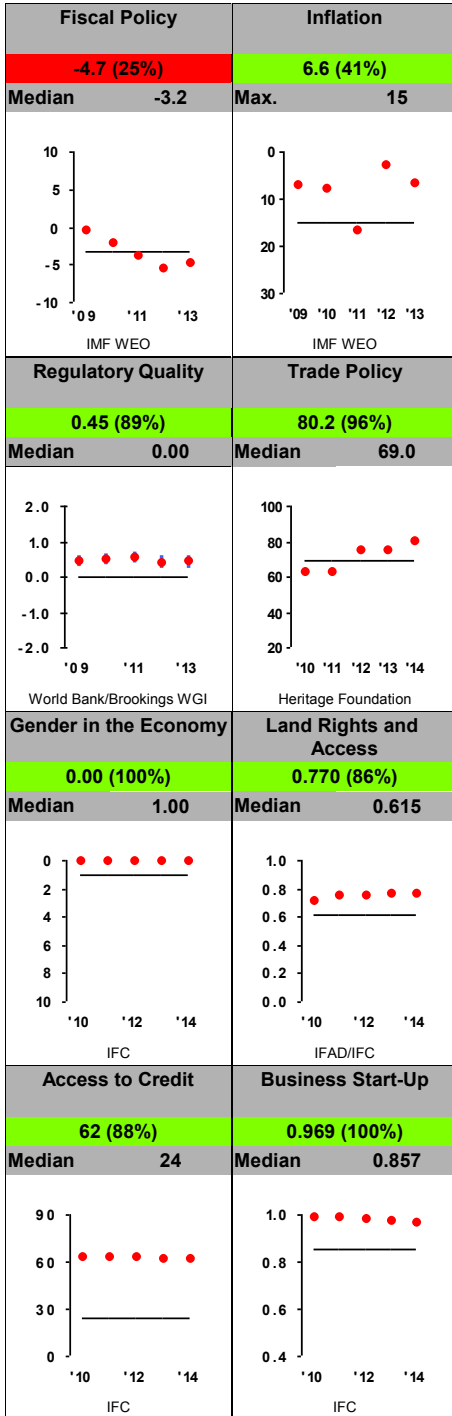 Fiscal Policy
-4.7 (25%)
Median -3.2
10
5
0
-5
-10
'09 '11 '13
IMF WEO
Inflation
6.6 (41%)
Max. 15
0
10
20
30
'09 '10 '11 '12 '13
IMF WEO
Regulatory Quality
0.45 (89%)
Median 0.00
2.0
1.0
0.0
-1.0
-2.0
'09 '11 '13
World Bank/Brookings WGI
Trade Policy
80.2 (96%)
Median 69.0
100
80
60
40
20
'10 '11 '12 '13 '14
Heritage Foundation
Gender in the Economy
0.00 (100%)
Median 1.00
0
2
4
6
8
10
'10 '12 '14
IFC
Land Rights and
Access
0.770 (86%)
Median 0.615
1.0
0.8
0.6
0.4
0.2
0.0
'10 '12 '14
IFAD/IFC
Access to Credit
62 (88%)
Median 24
90
60
30
0
'10 '12 '14
IFC
Business Start-Up
0.969 (100%)
Median 0.857
1.0
0.8
0.6
0.4
'10 '12 '14
IFC